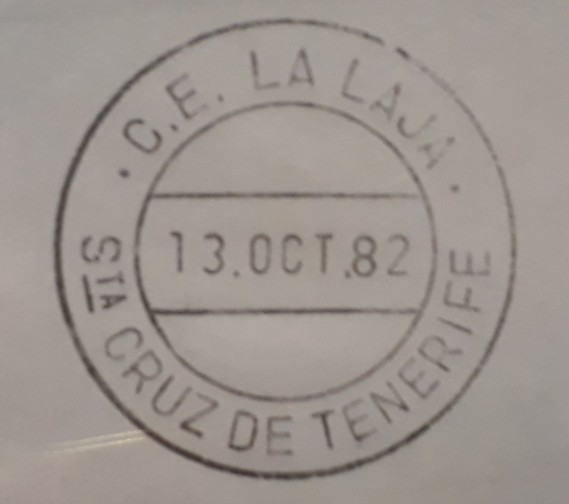 · C.E. LA LAJA ·
13.OCT.82
STA CRUZ DE TENERIFE